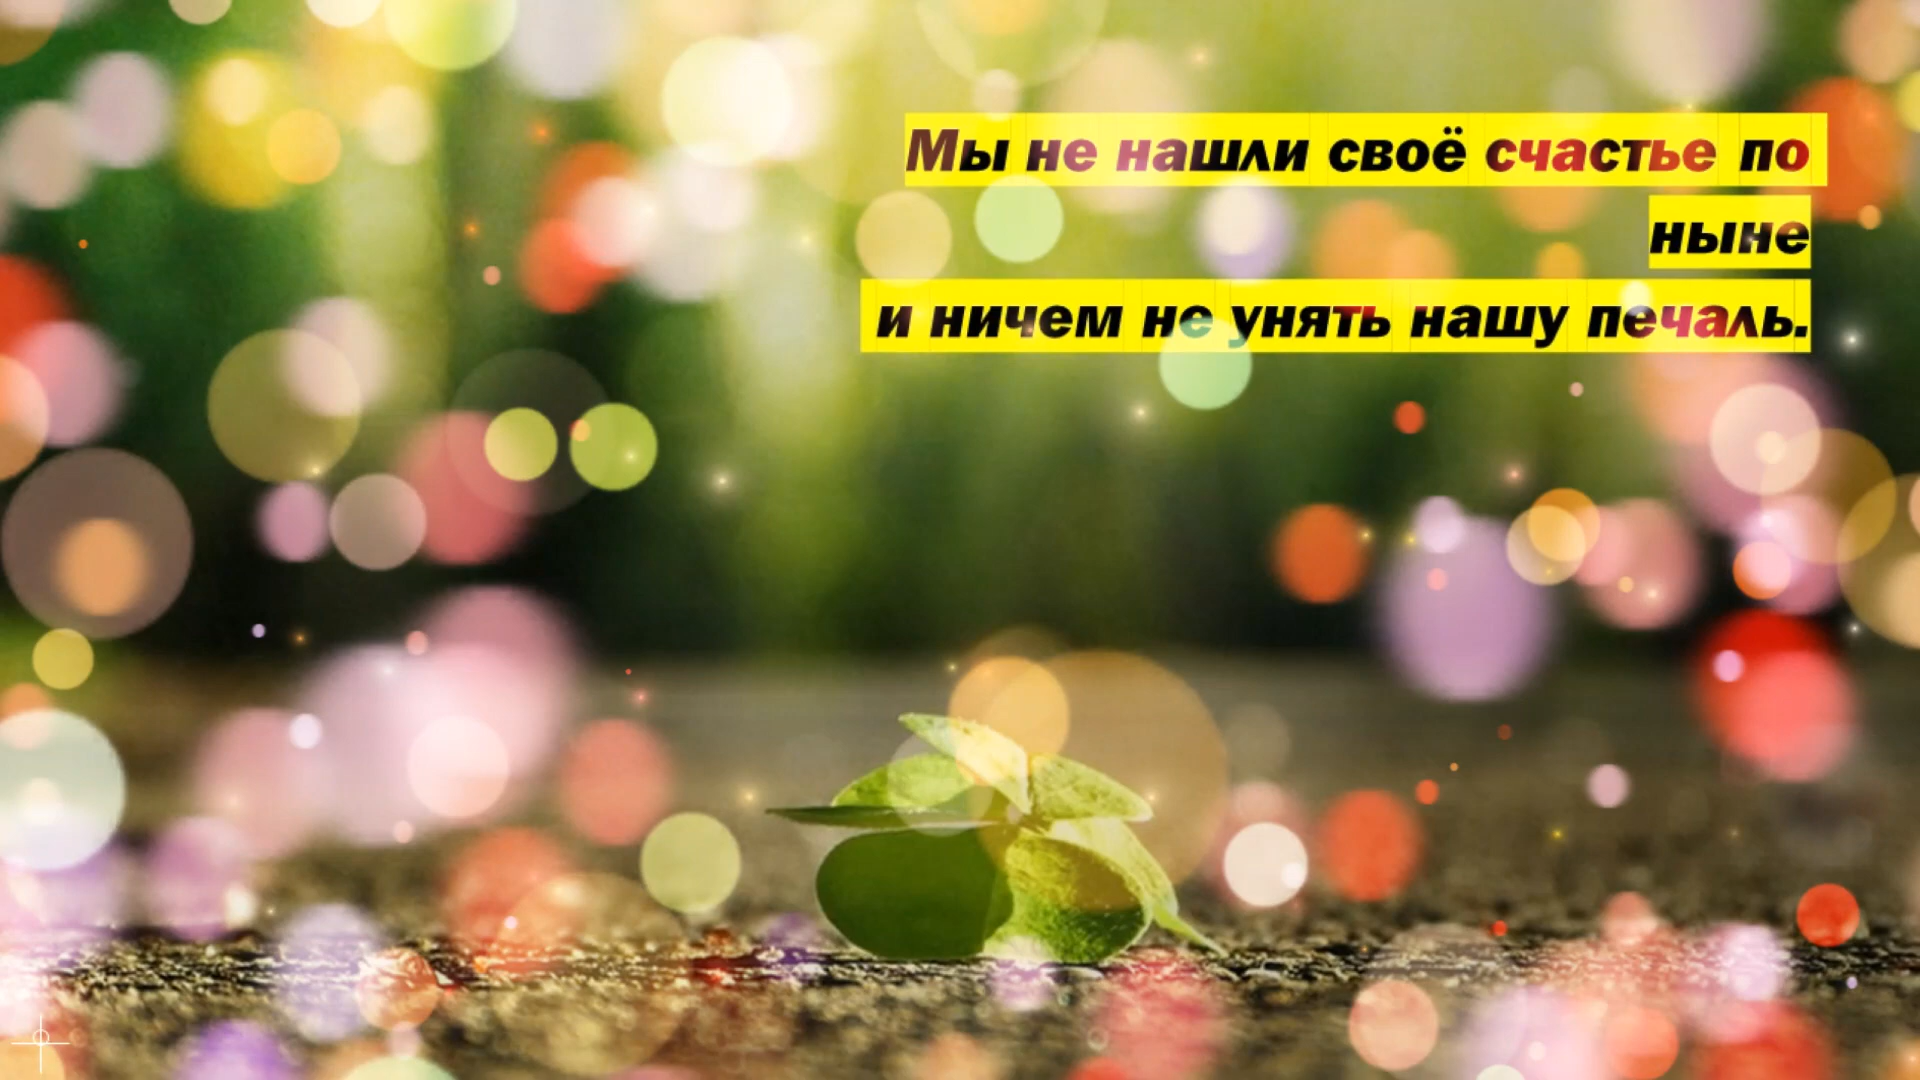 Мы не нашли своё счастье по
ныне
и ничем не унять нашу печаль.